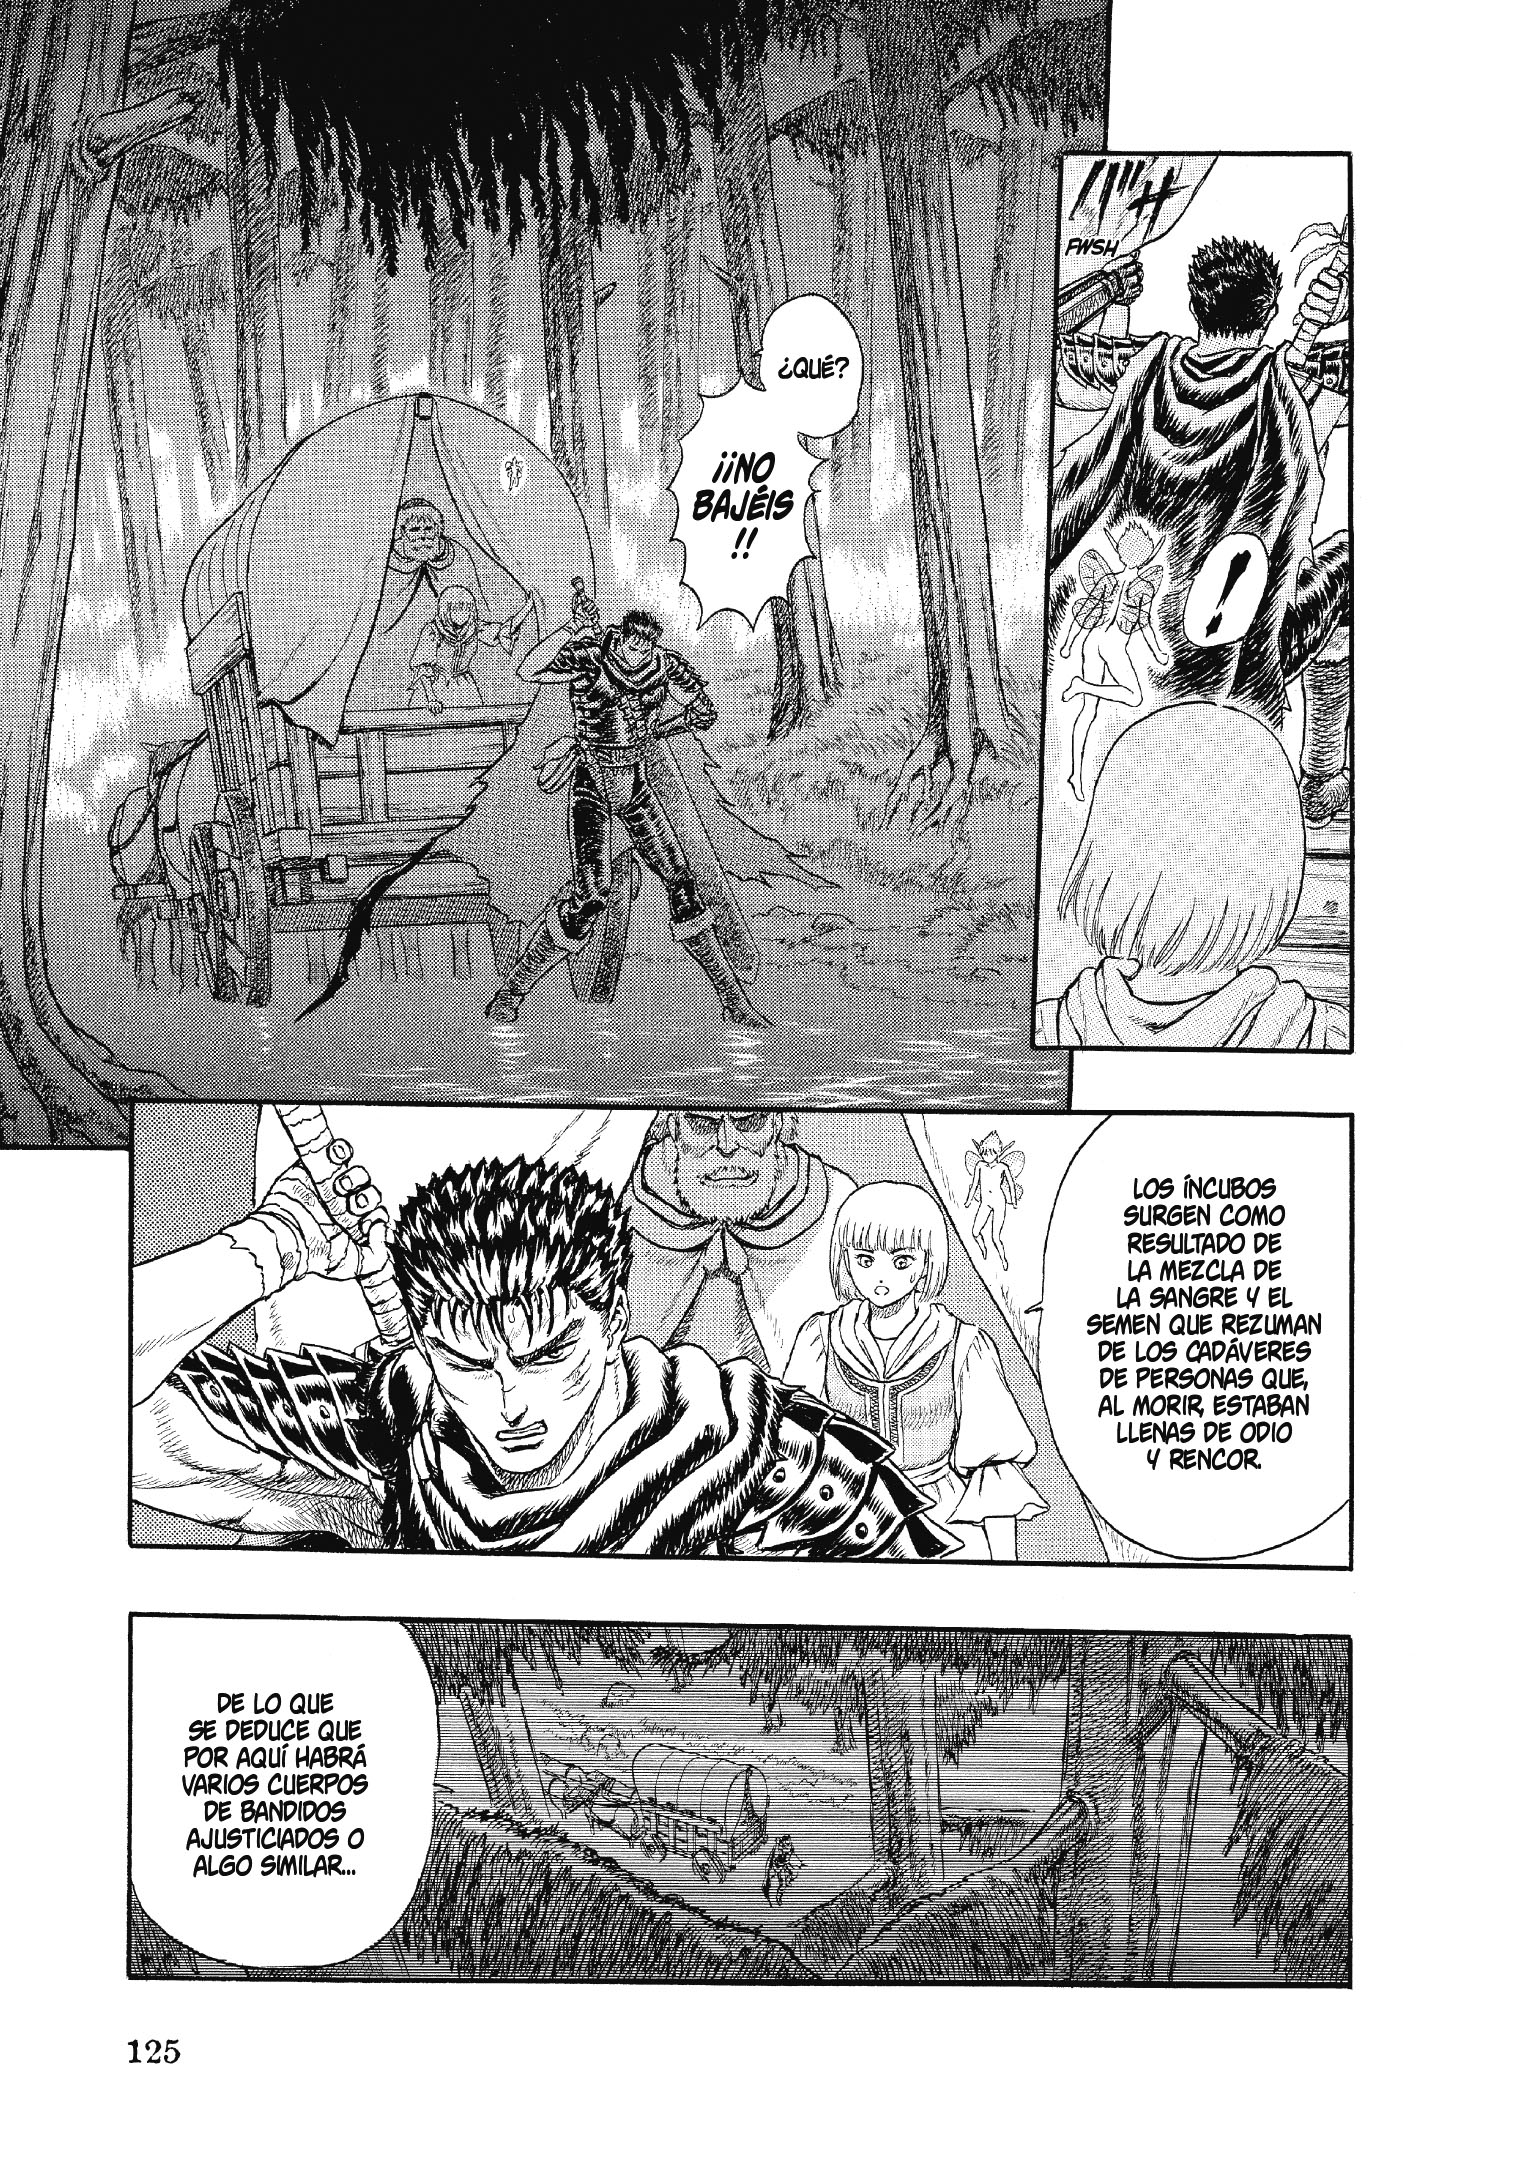 バサ
FWSH
!
¿QUÉ?
¡¡NO
BAJÉIS
!!
LOS ÍNCUBOS
SURGEN COMO
RESULTADO DE
LA MEZCLA DE
LA SANGRE Y EL
SEMEN QUE REZUMAN
DE LOS CADÁVERES
DE PERSONAS QUE,
AL MORIR, ESTABAN
LLENAS DE ODIO
Y RENCOR.
DE LO QUE
SE DEDUCE QUE
POR AQUÍ HABRÁ
VARIOS CUERPOS
DE BANDIDOS
AJUSTICIADOS O
ALGO SIMILAR...
125